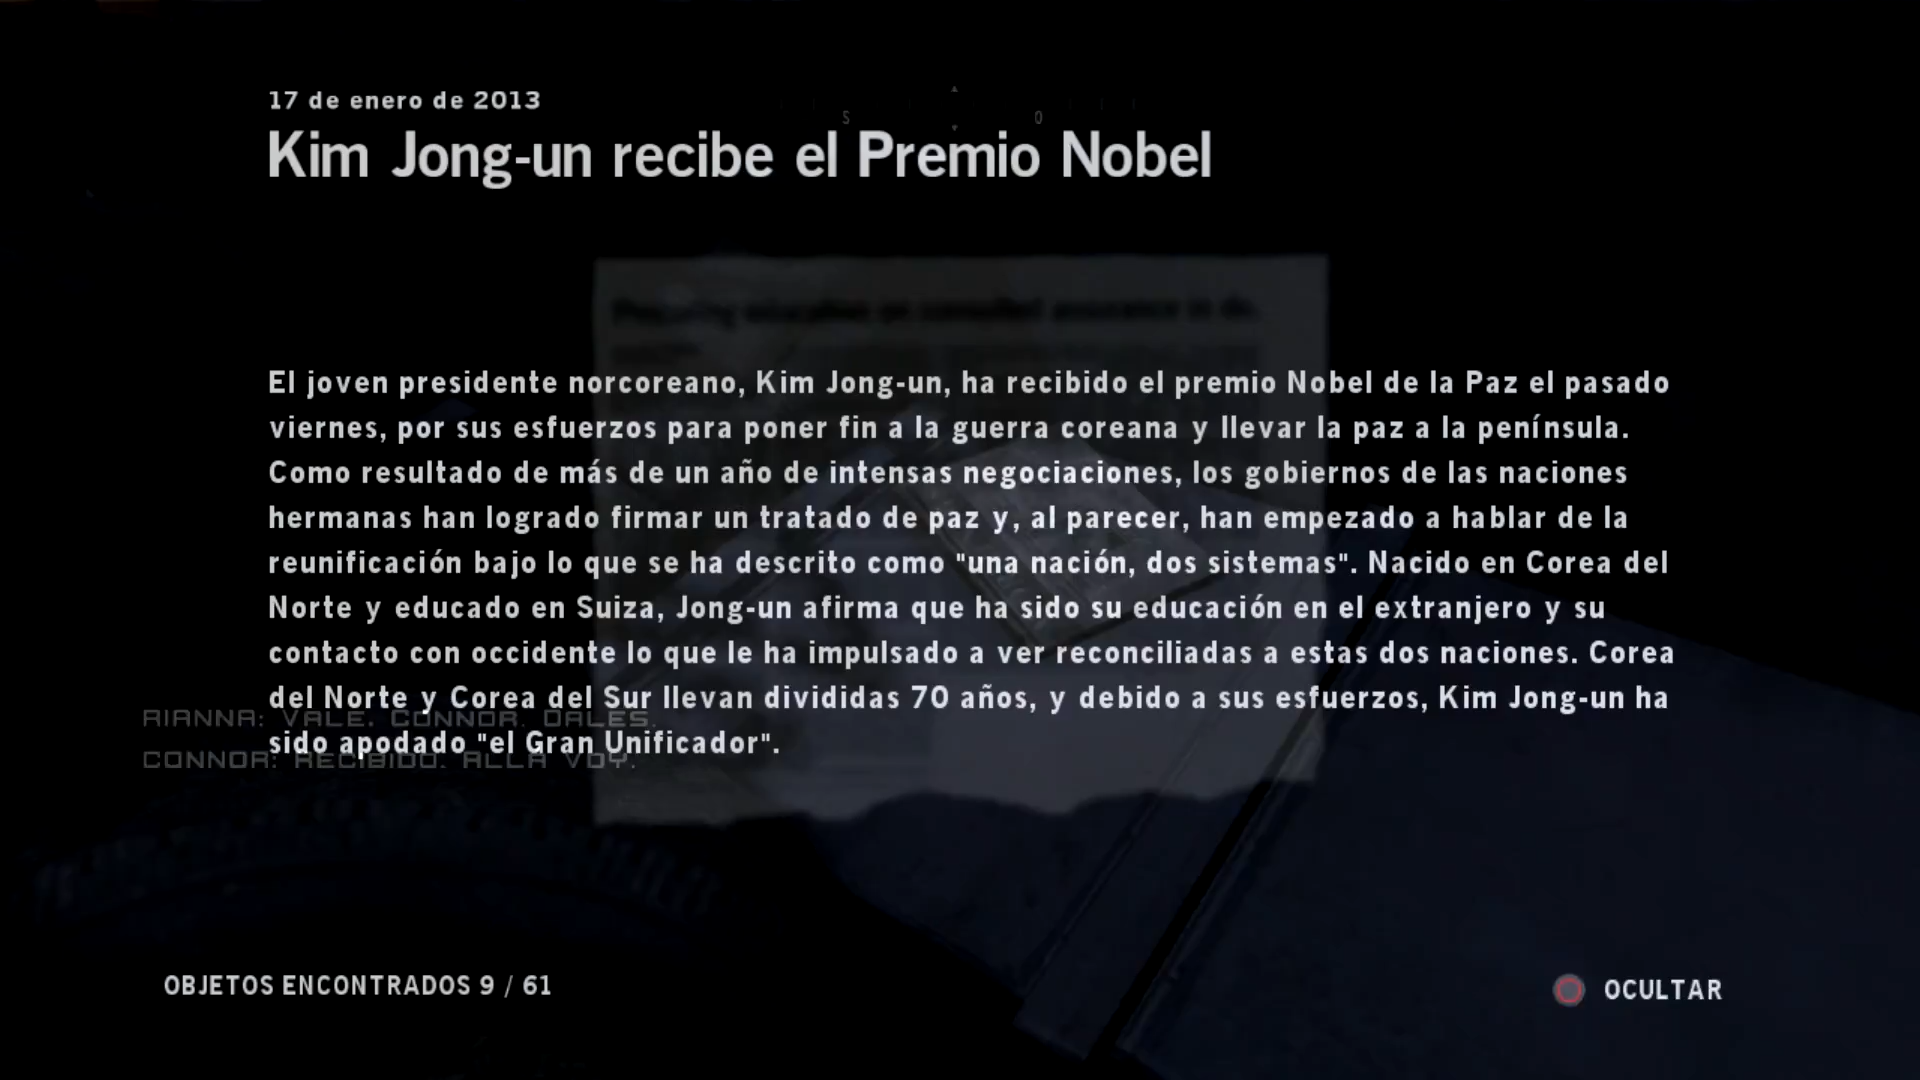 17 de enero de 2013
S O
Kim Jong-un recibe el Premio Nobel
El joven presidente norcoreano, Kim Jong-un, ha recibido el premio Nobel de la Paz el pasado
viernes, por sus esfuerzos para poner fin a la guerra coreana y llevar la paz a la península.
Como resultado de más de un año de intensas negociaciones, los gobiernos de las naciones
hermanas han logrado firmar un tratado de paz y, al parecer, han empezado a hablar de la
reunificación bajo lo que se ha descrito como "una nación, dos sistemas". Nacido en Corea del
Norte y educado en Suiza, Jong-un afirma que ha sido su educación en el extranjero y su
contacto con occidente lo que le ha impulsado a ver reconciliadas a estas dos naciones. Corea
del Norte y Corea del Sur llevan divididas 70 años, y debido a sus esfuerzos, Kim Jong-un ha
sido apodado "el Gran Unificador".
RIANNA: VALE, CONNOR. DALES.
CONNOR: RECIBIDO. ALLÁ VOY.
OBJETOS ENCONTRADOS 9 / 61
OCULTAR